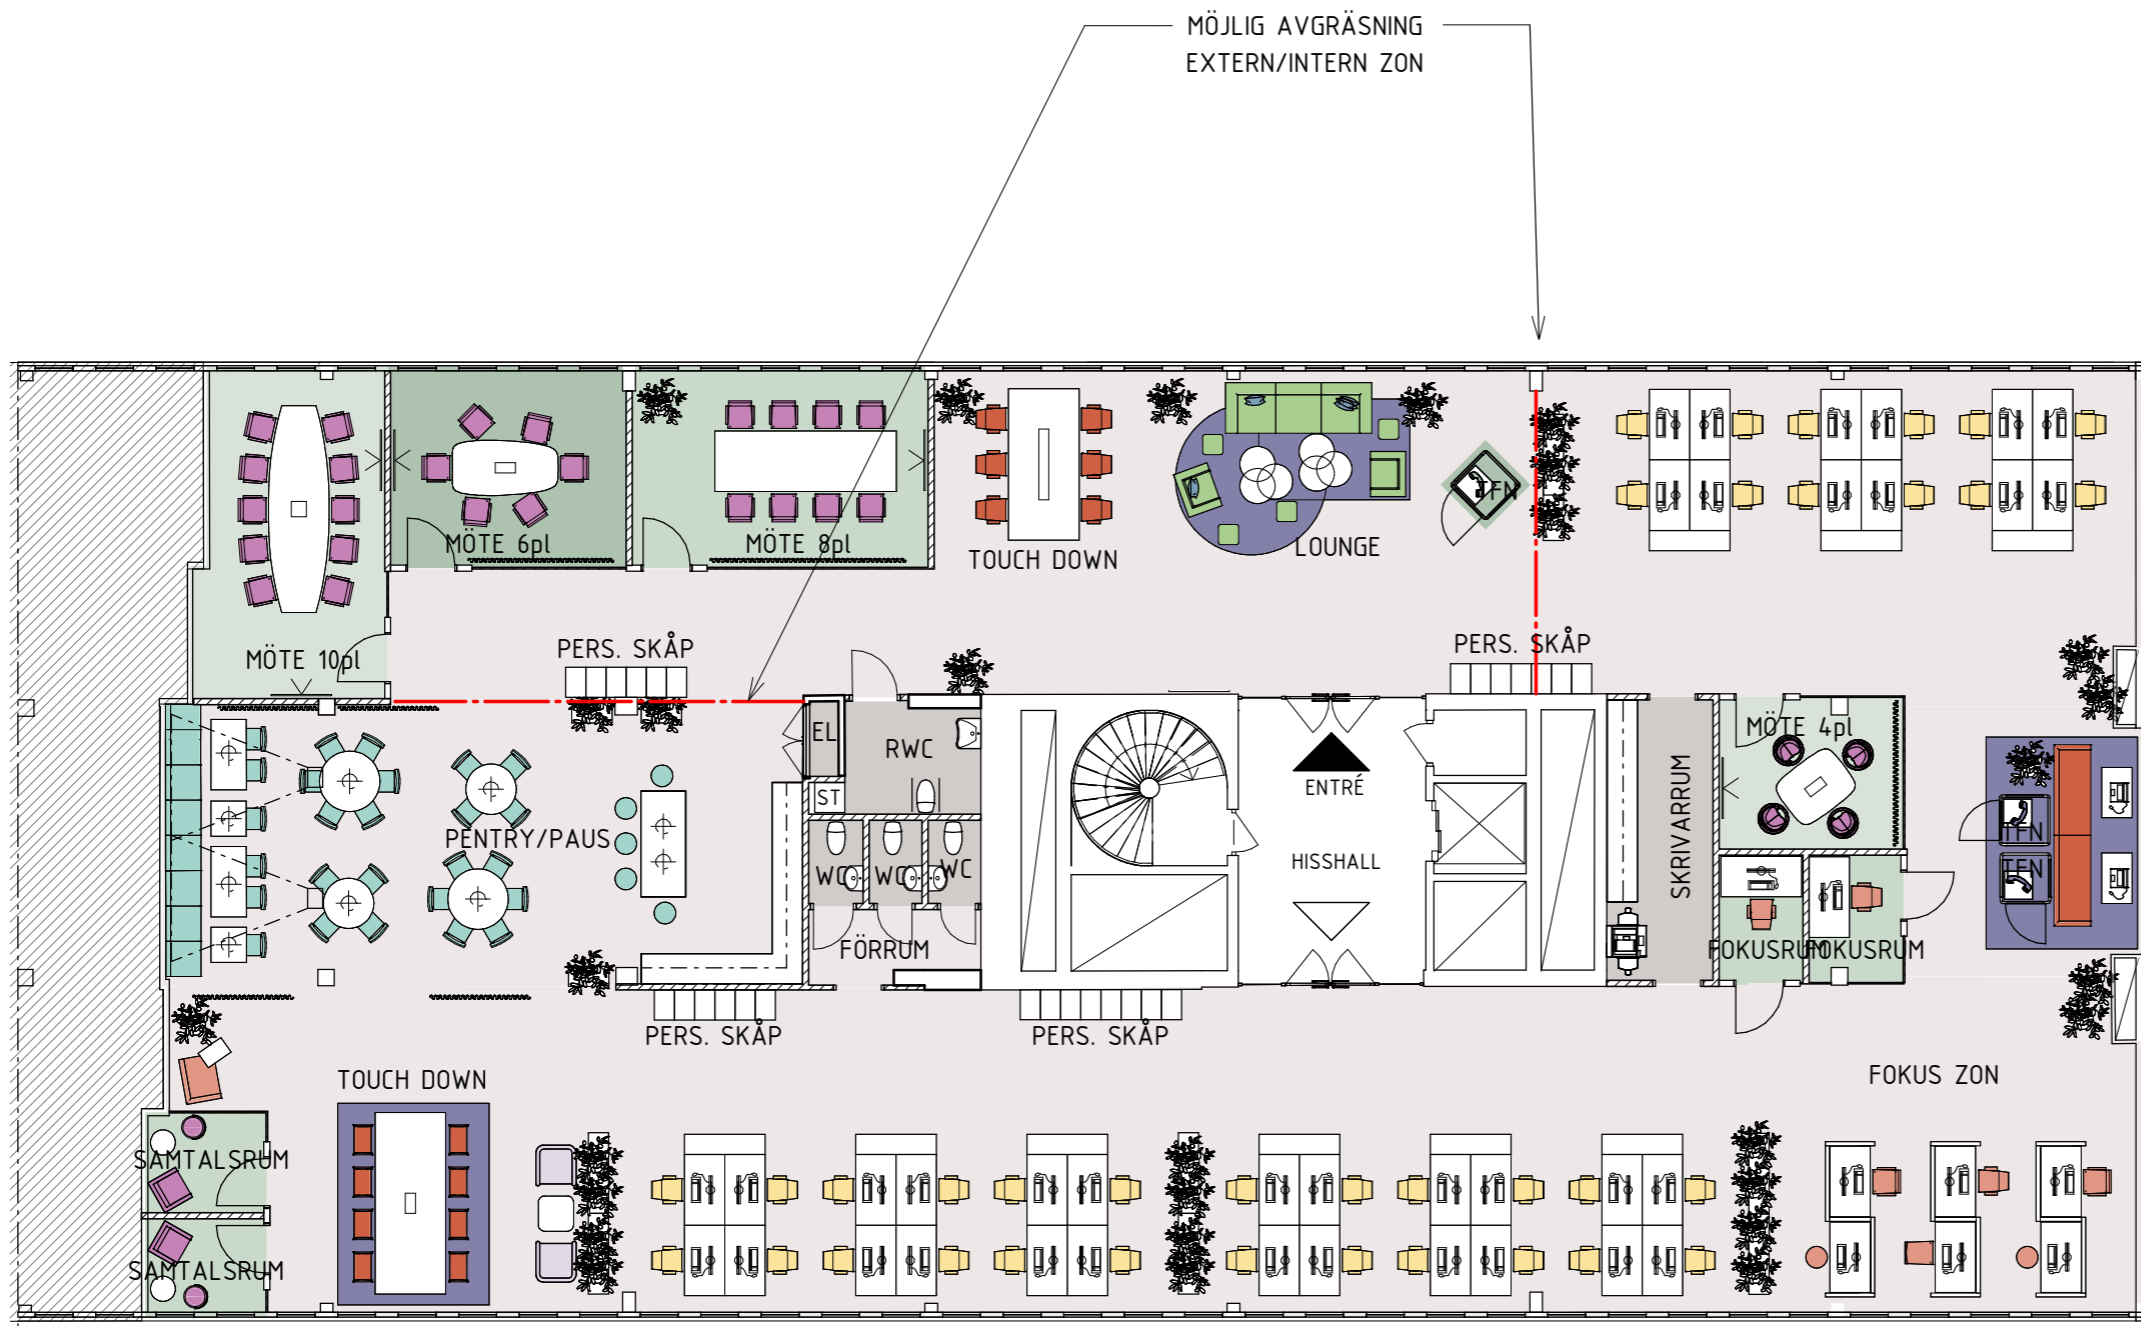 MÖJLIG AVGRÄSNING
EXTERN/INTERN ZON
MÖTE 6pl
MÖTE 8pl
TOUCH DOWN
LOUNGE
TFN
MÖTE 10pl
PERS. SKÅP
PERS. SKÅP
EL
RWC
ST
ENTRÉ
MÖTE 4pl
SKRIVARRUM
PENTRY/PAUS
TFN
TFN
WC
WC
WC
HISSHALL
FÖRRUM
FOKUSRUM
FOKUSRUM
PERS. SKÅP
PERS. SKÅP
TOUCH DOWN
FOKUS ZON
SAMTALSRUM
SAMTALSRUM